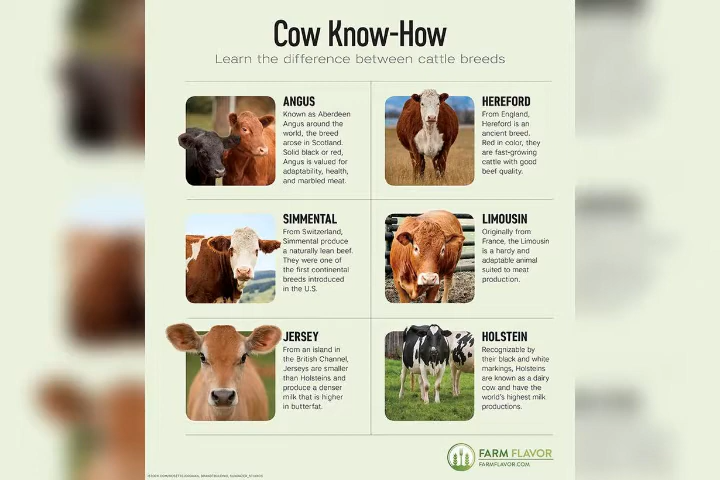 Cow Know-How
Learn the difference between cattle breeds
ANGUS
Known as Aberdeen
Angus around the
world, the breed
arose in Scotland.
Solid black or red,
Angus is valued for
adaptability, health,
and marbled meat.
HEREFORD
From England,
Hereford is an
ancient breed.
Red in color, they
are fast-growing
cattle with good
beef quality.
SIMMENTAL
From Switzerland,
Simmental produce
a naturally lean beef.
They were one of
the first continental
breeds introduced
in the U.S.
LIMOUSIN
Originally from
France, the Limousin
is a hardy and
adaptable animal
suited to meat
production.
JERSEY
From an island in
the British Channel,
Jerseys are smaller
than Holsteins and
produce a denser
milk that is higher
in butterfat.
HOLSTEIN
Recognizable by
their black and white
markings, Holsteins
are known as a dairy
cow and have the
world's highest milk
productions.
FARM FLAVOR
FARMFLAVOR.COM